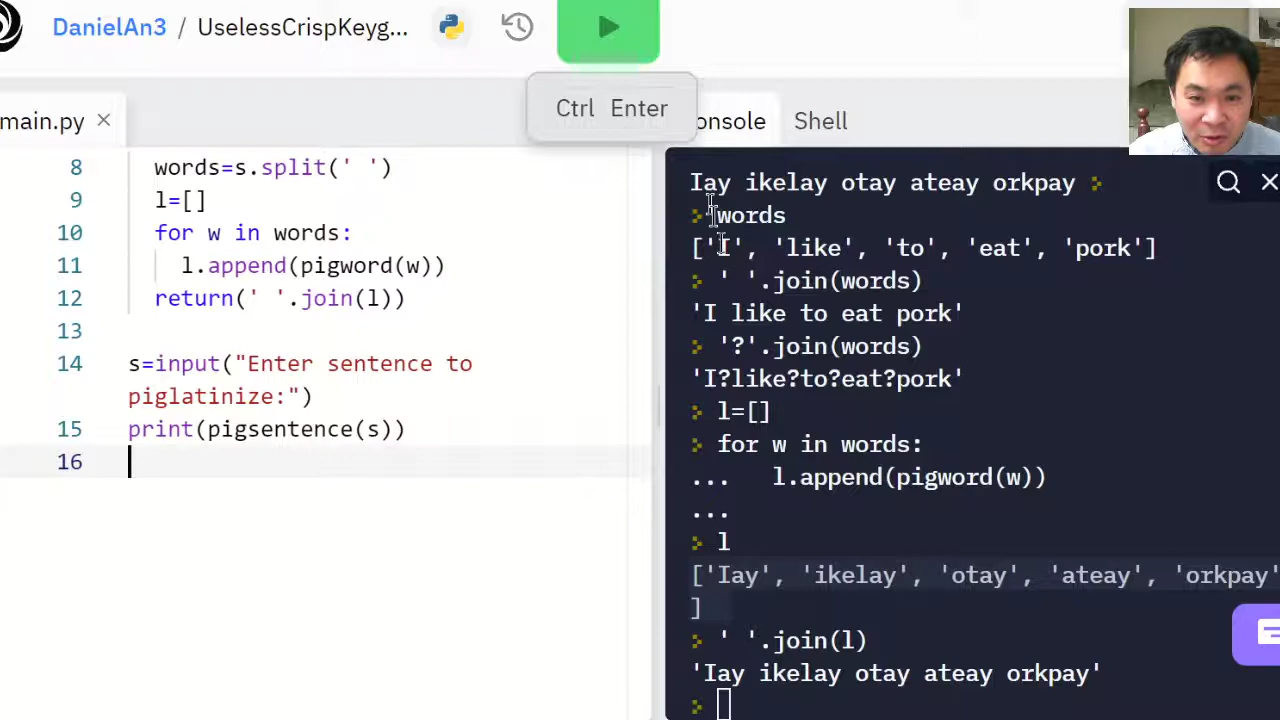 DanielAn3 / UselessCrispKeyg...
Ctrl Enter
main.py
onsole
Shell
8 words=s.split(' ')
9 l=[]
10 for w in words:
11 l.append(pigword(w))
12 return(' '.join(l))
13
14 s=input("Enter sentence to
piglatinize:")
15 print(pigsentence(s))
16
Iay ikelay otay ateay orkpay
words
['I', 'like', 'to', 'eat', 'pork']
' '.join(words)
'I like to eat pork'
'?'.join(words)
'I?like?to?eat?pork'
l=[]
for w in words:
... l.append(pigword(w))
...
l
['Iay', 'ikelay', 'otay', 'ateay', 'orkpay'
]
' '.join(l)
'Iay ikelay otay ateay orkpay'